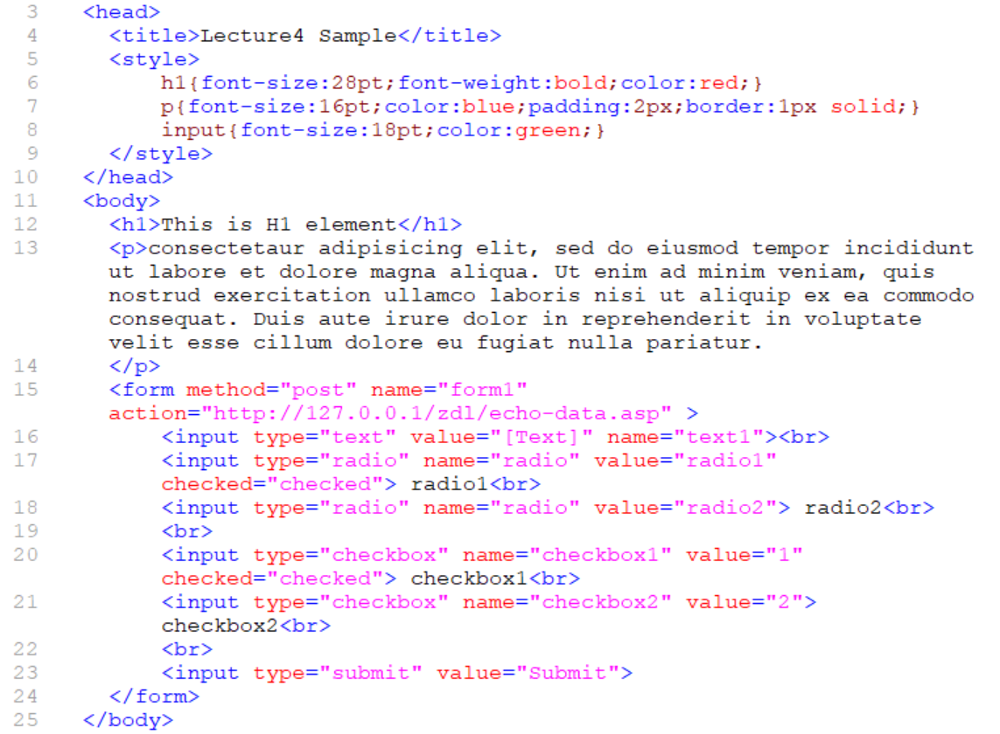 3 <head>
4 <title>Lecture4 Sample</title>
5 <style>
6 h1{font-size:28pt;font-weight:bold;color:red;}
7 p{font-size:16pt;color:blue;padding:2px;border:1px solid;}
8 input{font-size:18pt;color:green;}
9 </style>
10 </head>
11 <body>
12 <h1>This is H1 element</h1>
13 <p>consectetaur adipisicing elit, sed do eiusmod tempor incididunt
ut labore et dolore magna aliqua. Ut enim ad minim veniam, quis
nostrud exercitation ullamco laboris nisi ut aliquip ex ea commodo
consequat. Duis aute irure dolor in reprehenderit in voluptate
velit esse cillum dolore eu fugiat nulla pariatur.
14 </p>
15 <form method="post" name="form1"
action="http://127.0.0.1/zdl/echo-data.asp" >
16 <input type="text" value="[Text]" name="text1"><br>
17 <input type="radio" name="radio" value="radio1"
checked="checked"> radio1<br>
18 <input type="radio" name="radio" value="radio2"> radio2<br>
19 <br>
20 <input type="checkbox" name="checkbox1" value="1"
checked="checked"> checkbox1<br>
21 <input type="checkbox" name="checkbox2" value="2">
checkbox2<br>
22 <br>
23 <input type="submit" value="Submit">
24 </form>
25 </body>